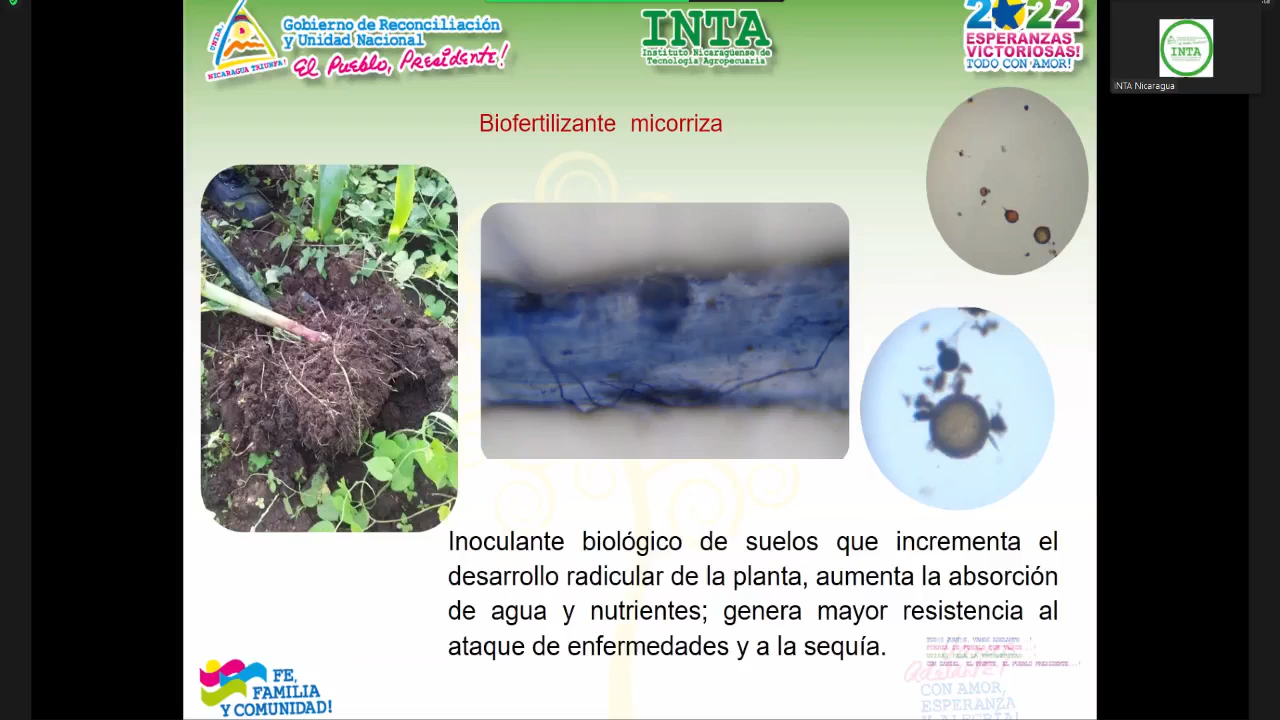 Gobierno de Reconciliación
y Unidad Nacional
El Pueblo, Presidente!
UNIDA
NICARAGUA TRIUNFA!
INTA
Instituto Nicaragüense de
Tecnología Agropecuaria
2022
ESPERANZAS
VICTORIOSAS!
TODO CON AMOR!
INTA
INTA Nicaragua
Biofertilizante micorriza
Inoculante biológico de suelos que incrementa el
desarrollo radicular de la planta, aumenta la absorción
de agua y nutrientes; genera mayor resistencia al
ataque de enfermedades y a la sequía.
FE,
FAMILIA
Y COMUNIDAD!
CON AMOR,
ESPERANZA
Y ALEGRÍA!